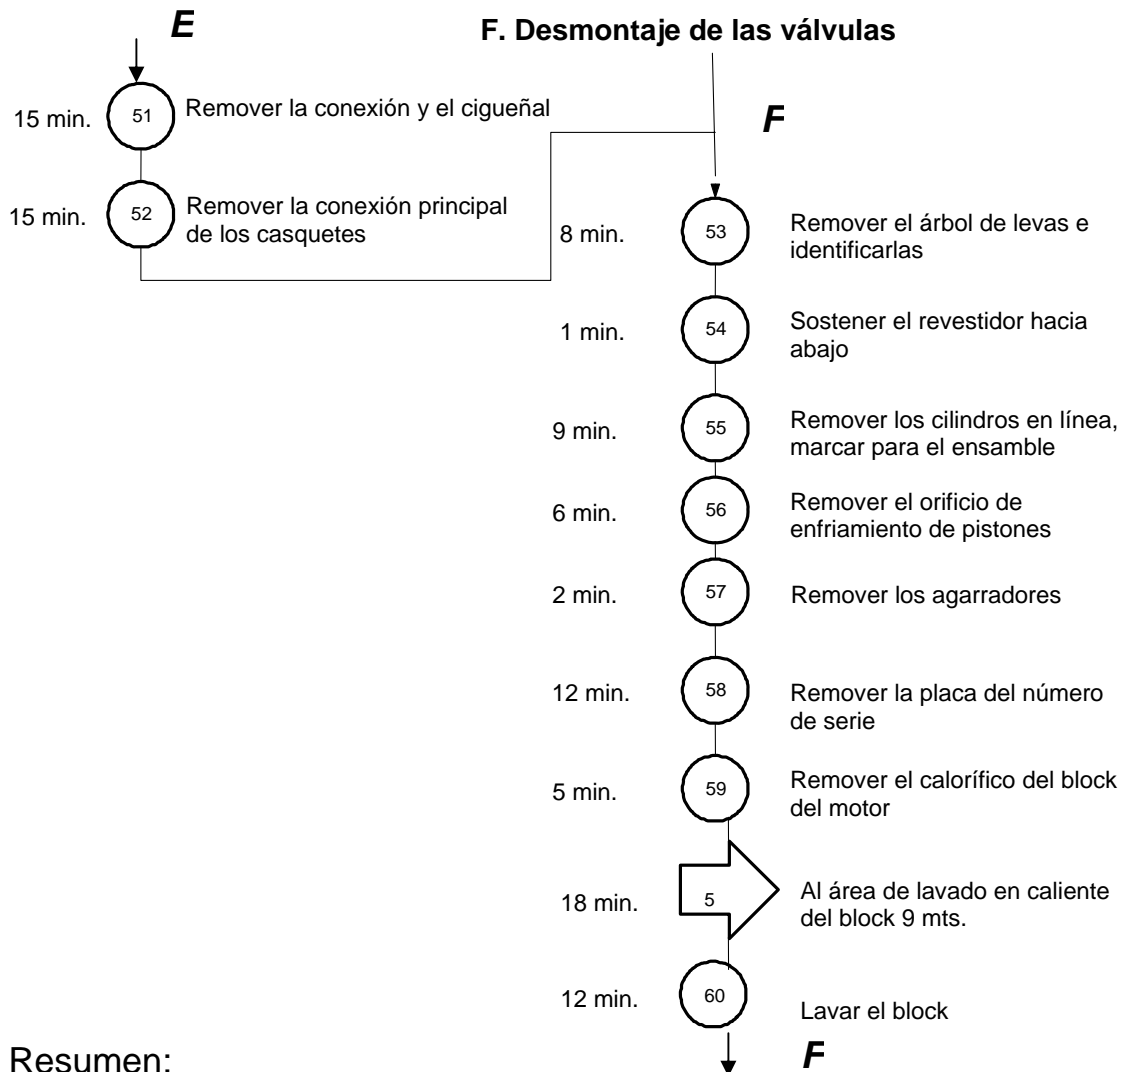 E
15 min.
51
Remover la conexión y el cigueñal
15 min.
52
Remover la conexión principal
de los casquetes
F. Desmontaje de las válvulas
F
8 min.
53
Remover el árbol de levas e
identificarlas
1 min.
54
Sostener el revestidor hacia
abajo
9 min.
55
Remover los cilindros en línea,
marcar para el ensamble
6 min.
56
Remover el orificio de
enfriamiento de pistones
2 min.
57
Remover los agarradores
12 min.
58
Remover la placa del número
de serie
5 min.
59
Remover el calorífico del block
del motor
18 min.
5
Al área de lavado en caliente
del block 9 mts.
12 min.
60
Lavar el block
F
Resumen: